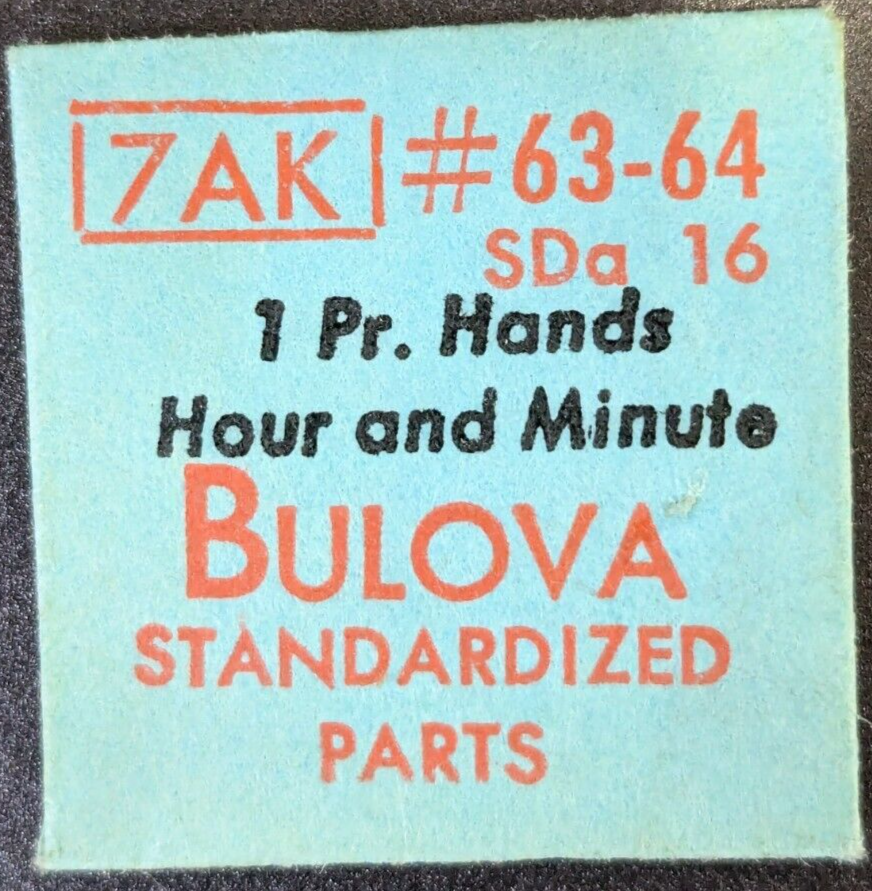 7AK #63-64
SDa 16
1 Pr. Hands
Hour and Minute
BULOVA
STANDARDIZED
PARTS